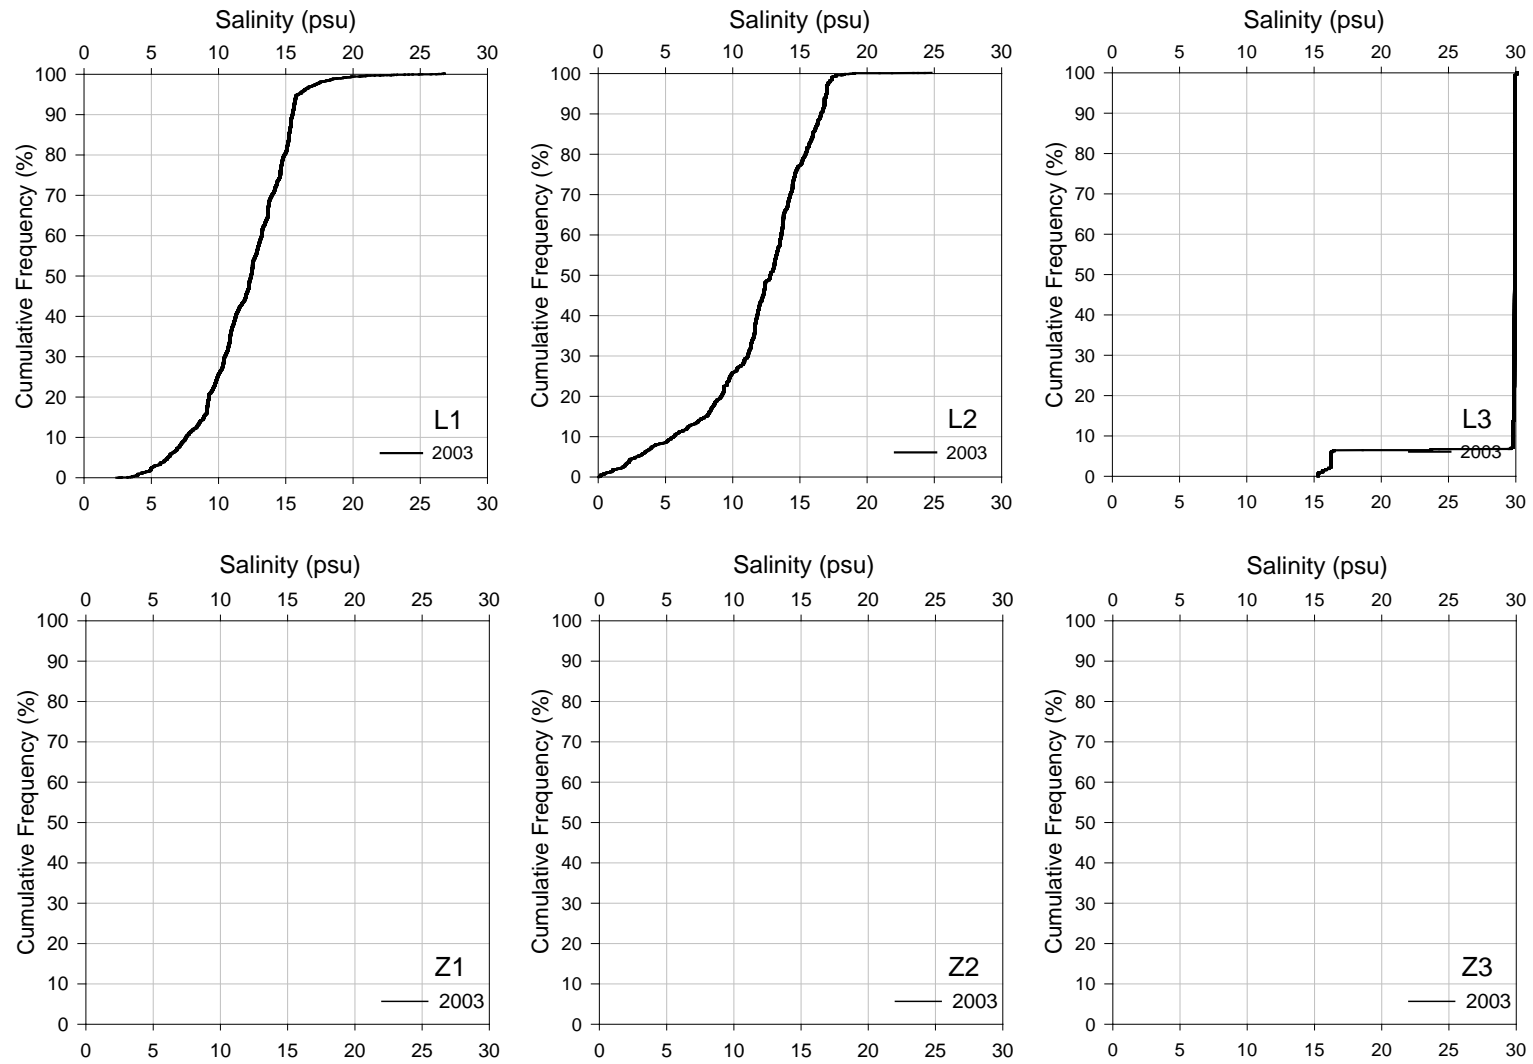 Salinity (psu) Salinity (psu) Salinity (psu)
0 5 10 15 20 25 30 0 5 10 15 20 25 30 0 5 10 15 20 25 30
100 100 100
90 90 90
80 80 80
70 70 70
60 60 60
50 50 50
40 40 40
30 30 30
20 20 20
10 10 10
0 0 0
Cumulative Frequency (%) Cumulative Frequency (%) Cumulative Frequency (%)
L1 L2 L3
2003 2003 2003
0 5 10 15 20 25 30 0 5 10 15 20 25 30 0 5 10 15 20 25 30
Salinity (psu) Salinity (psu) Salinity (psu)
0 5 10 15 20 25 30 0 5 10 15 20 25 30 0 5 10 15 20 25 30
100 100 100
90 90 90
80 80 80
70 70 70
60 60 60
50 50 50
40 40 40
30 30 30
20 20 20
10 10 10
0 0 0
Cumulative Frequency (%) Cumulative Frequency (%) Cumulative Frequency (%)
Z1 Z2 Z3
2003 2003 2003
0 5 10 15 20 25 30 0 5 10 15 20 25 30 0 5 10 15 20 25 30